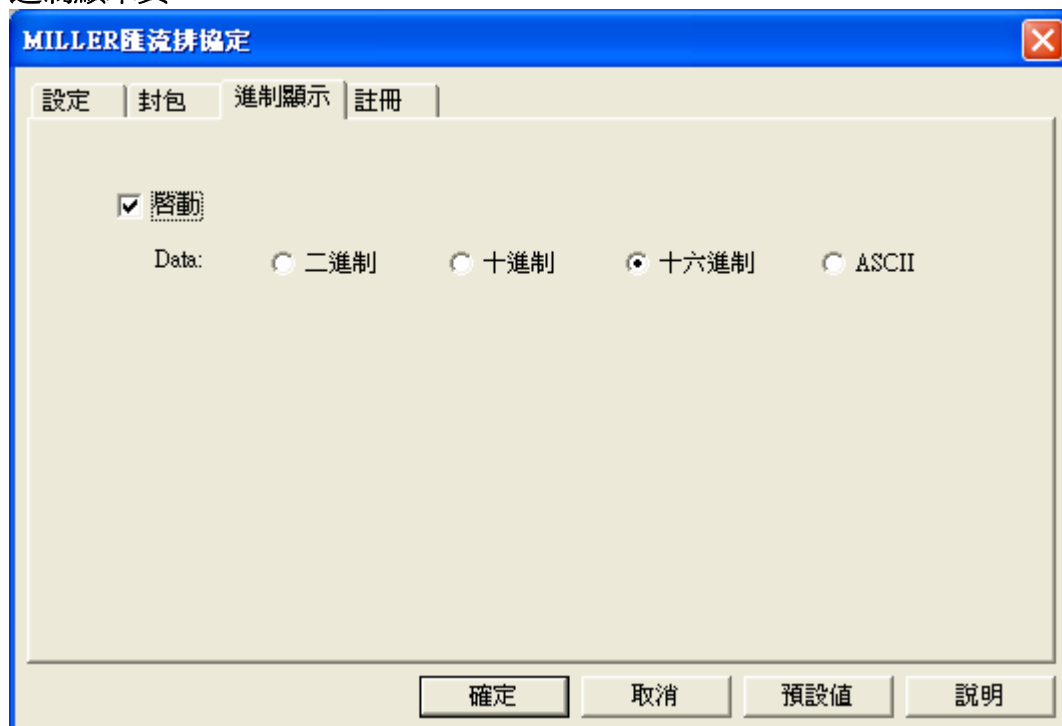 MILLER匯流排協定
設定 封包 進制顯示 註冊
啓動
Data: 二進制 十進制 十六進制 ASCII
確定 取消 預設值 說明